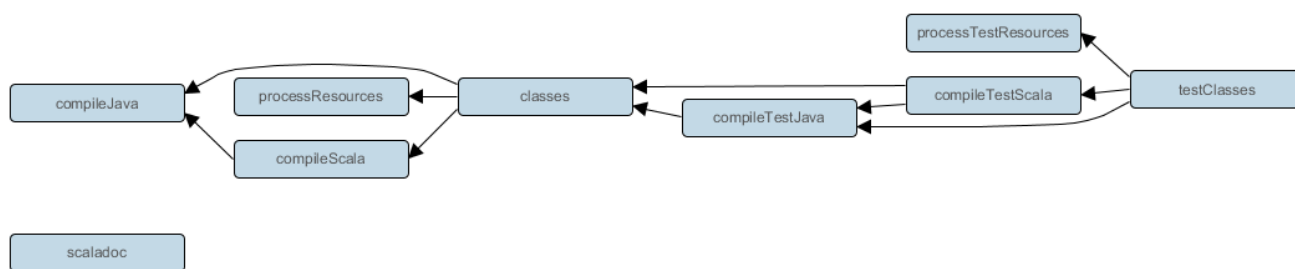 processTestResources
compileJava
processResources
classes
compileTestScala
testClasses
compileTestJava
compileScala
scaladoc